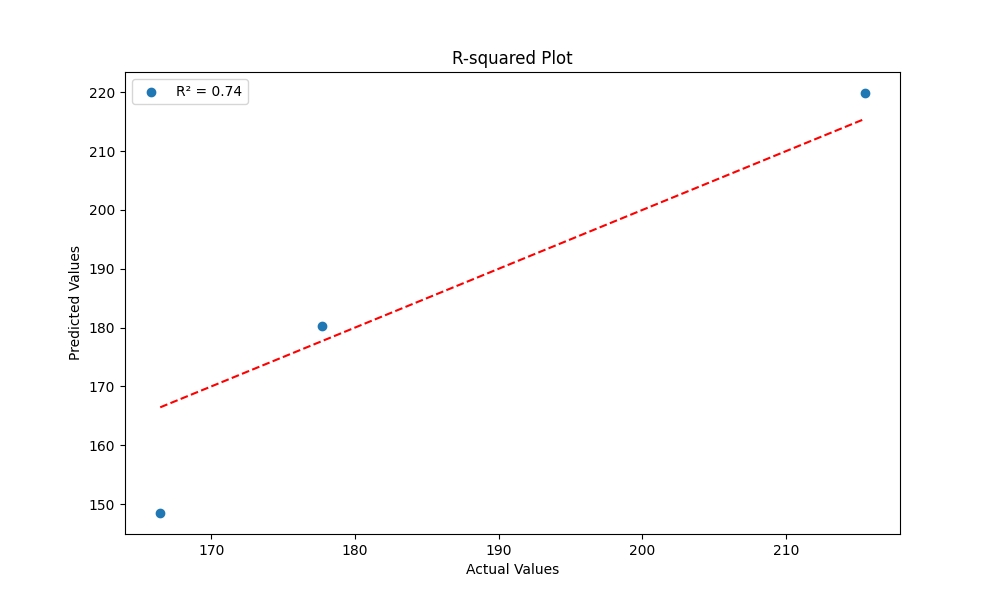 R-squared Plot
R² = 0.74
220
210
200
190
180
170
160
150
Predicted Values
170 180 190 200 210
Actual Values